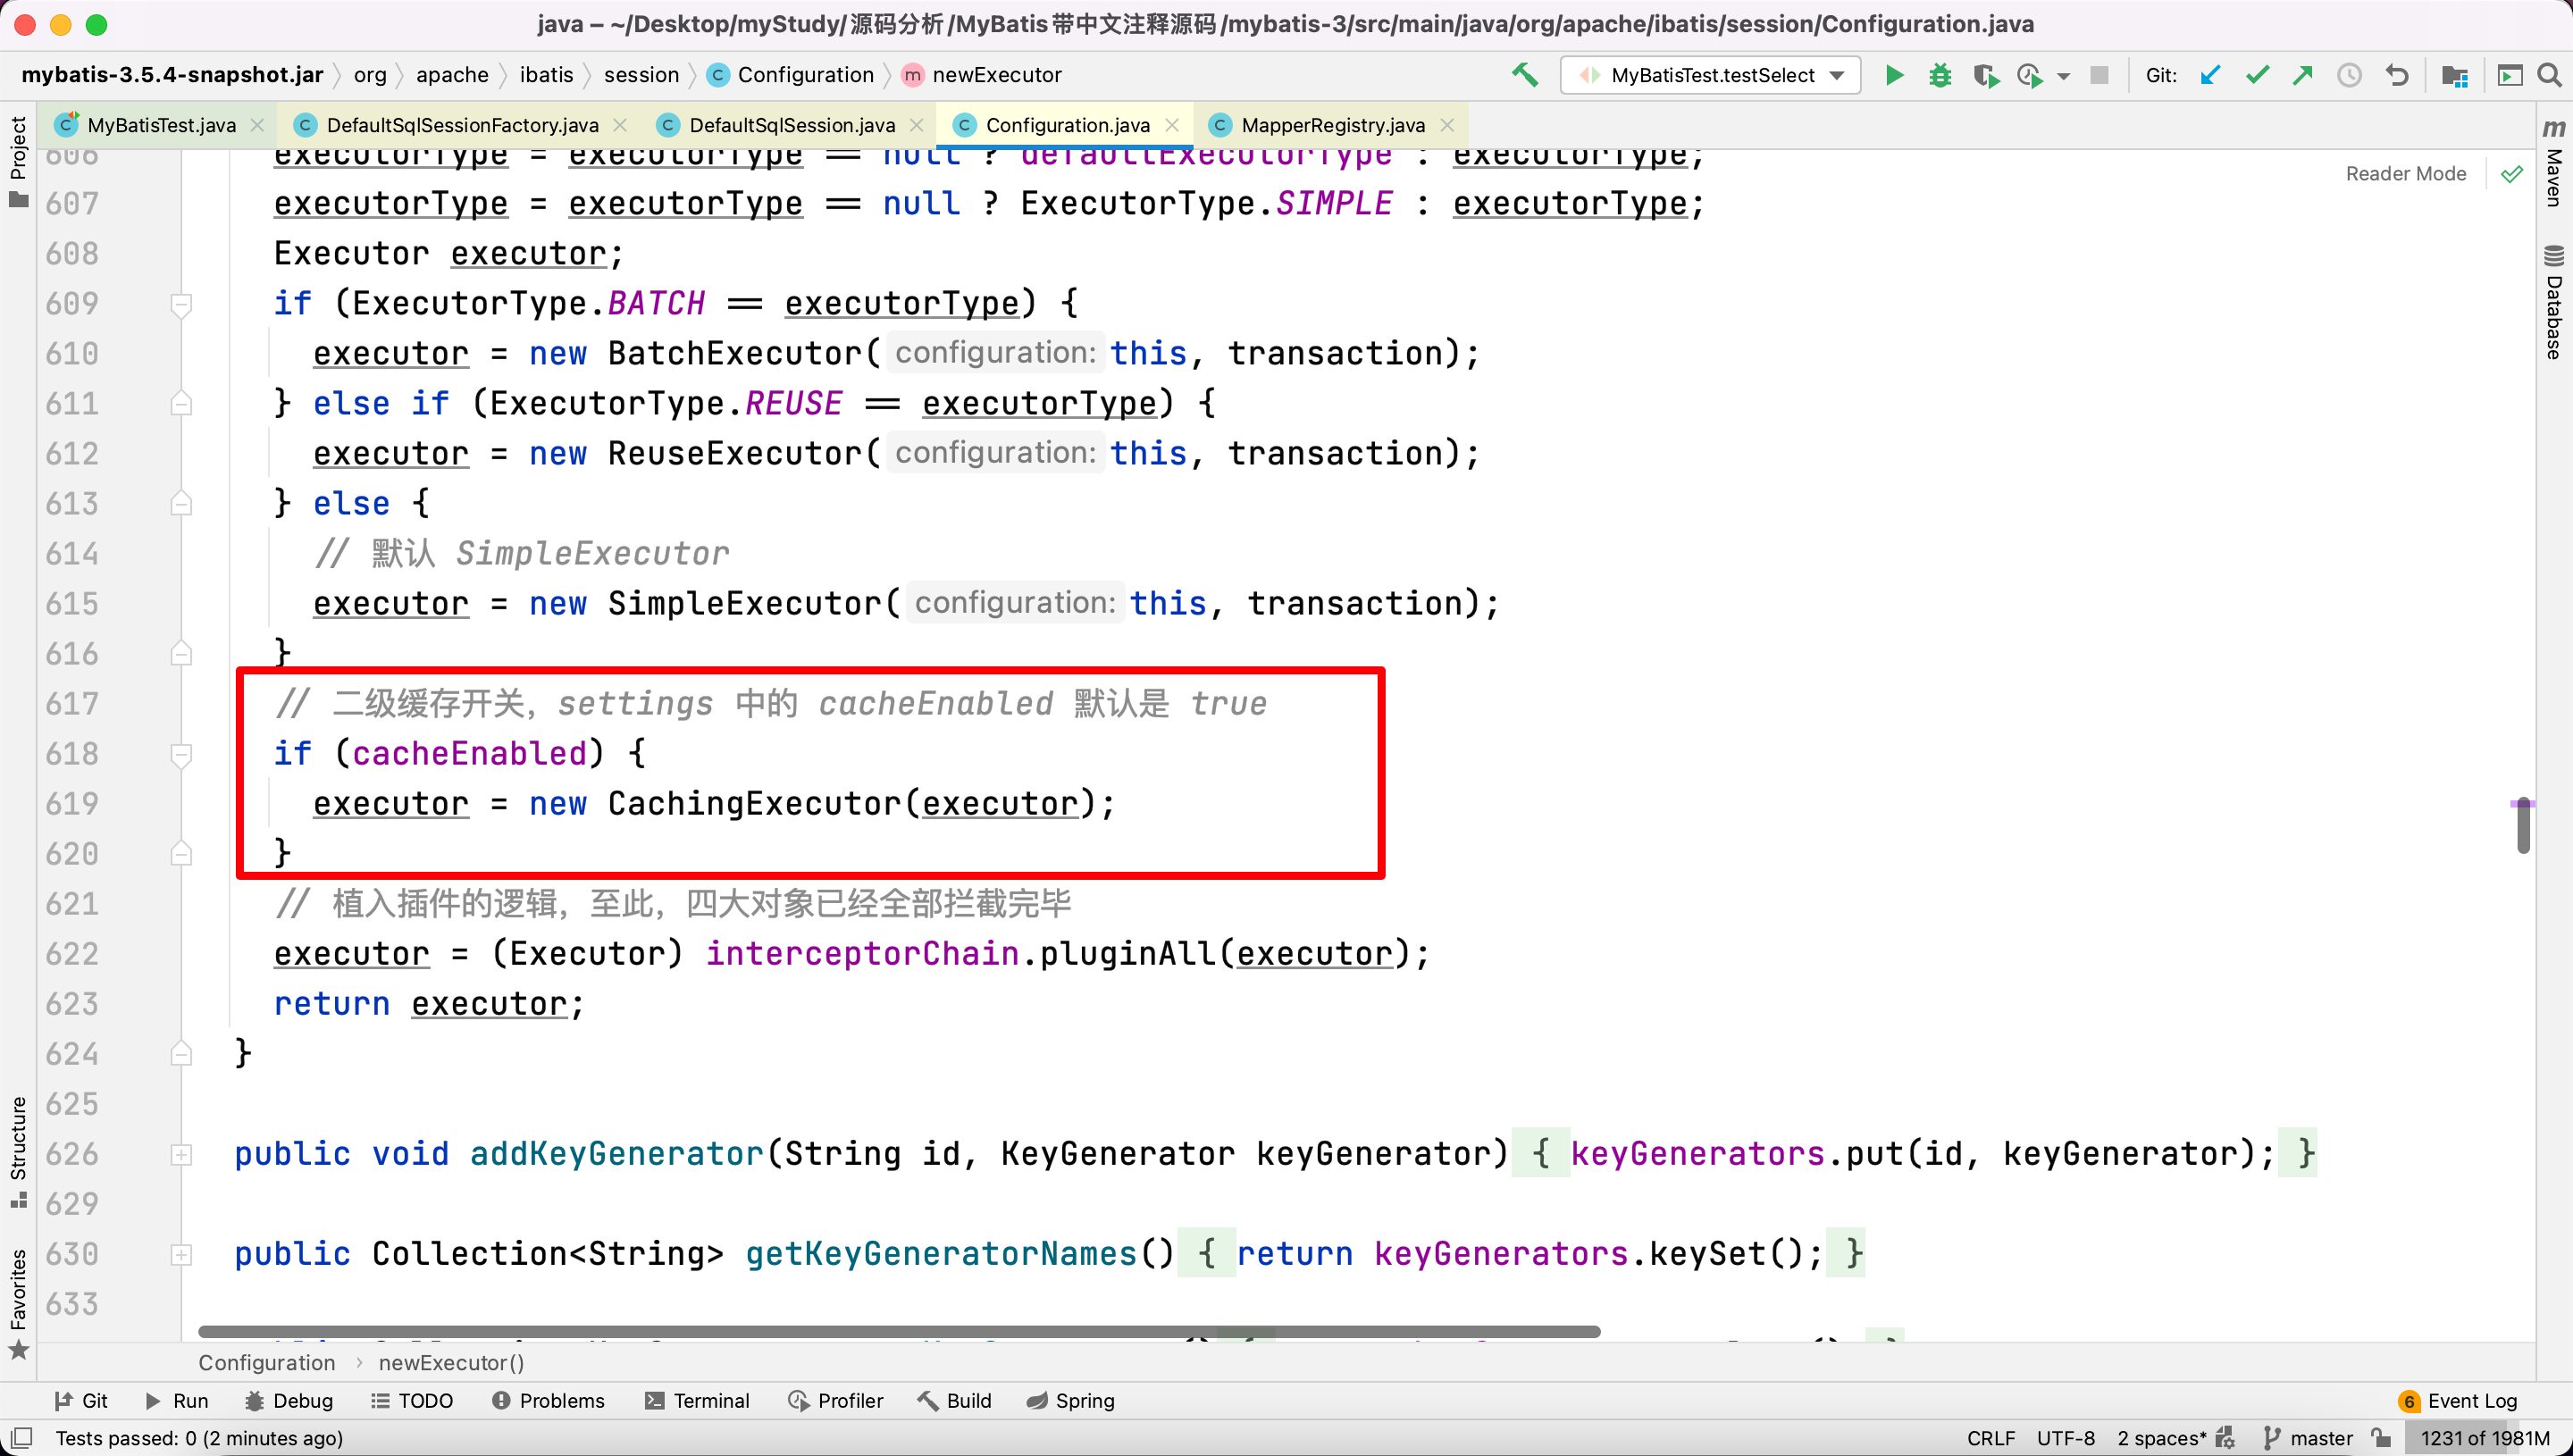 java – ~/Desktop/myStudy/源码分析/MyBatis带中文注释源码/mybatis-3/src/main/java/org/apache/ibatis/session/Configuration.java
mybatis-3.5.4-snapshot.jar org apache ibatis session C Configuration m newExecutor MyBatisTest.testSelect Git:
MyBatisTest.java DefaultSqlSessionFactory.java DefaultSqlSession.java Configuration.java MapperRegistry.java
Project
Structure
Favorites
Maven
Database
Reader Mode
606 executorType = executorType == null ? defaultExecutorType : executorType;
607 executorType = executorType == null ? ExecutorType.SIMPLE : executorType;
608 Executor executor;
609 if (ExecutorType.BATCH == executorType) {
610 executor = new BatchExecutor( configuration: this, transaction);
611 } else if (ExecutorType.REUSE == executorType) {
612 executor = new ReuseExecutor( configuration: this, transaction);
613 } else {
614 // 默认 SimpleExecutor
615 executor = new SimpleExecutor( configuration: this, transaction);
616 }
617 // 二级缓存开关，settings 中的 cacheEnabled 默认是 true
618 if (cacheEnabled) {
619 executor = new CachingExecutor(executor);
620 }
621 // 植入插件的逻辑，至此，四大对象已经全部拦截完毕
622 executor = (Executor) interceptorChain.pluginAll(executor);
623 return executor;
624 }
625
626 public void addKeyGenerator(String id, KeyGenerator keyGenerator) { keyGenerators.put(id, keyGenerator); }
629
630 public Collection<String> getKeyGeneratorNames() { return keyGenerators.keySet(); }
633
Configuration › newExecutor()
Git Run Debug TODO Problems Terminal Profiler Build Spring 6 Event Log
Tests passed: 0 (2 minutes ago) CRLF UTF-8 2 spaces* master 1231 of 1981M